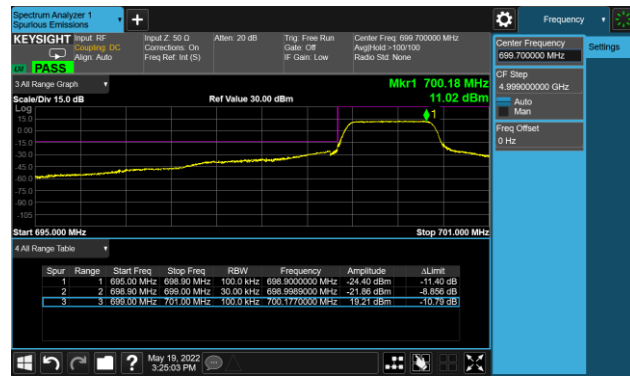 Spectrum Analyzer 1
Spurious Emissions
Frequency
KEYSIGHT
Input: RF
Coupling: DC
Align: Auto
Input Z: 50 Ω
Corrections: On
Freq Ref: Int (S)
Atten: 20 dB
Trig: Free Run
Gate: Off
IF Gain: Low
Center Freq: 699.700000 MHz
Avg|Hold:>100/100
Radio Std: None
PASS
Center Frequency
699.700000 MHz
Settings
CF Step
4.999000000 GHz
Auto
Man
Freq Offset
0 Hz
3 All Range Graph
Mkr1 700.18 MHz
Scale/Div 15.0 dB
Ref Value 30.00 dBm
11.02 dBm
Log
15.0
0.00
-15.0
-30.0
-45.0
-60.0
-75.0
-90.0
-105
1
Start 695.000 MHz
Stop 701.000 MHz
4 All Range Table
Spur Range Start Freq Stop Freq RBW Frequency Amplitude ΔLimit
1 1 695.00 MHz 698.90 MHz 100.0 kHz 698.9000000 MHz -24.40 dBm -11.40 dB
2 2 698.90 MHz 699.00 MHz 30.00 kHz 698.9989000 MHz -21.86 dBm -8.856 dB
3 3 699.00 MHz 701.00 MHz 100.0 kHz 700.1770000 MHz 19.21 dBm -10.79 dB
May 19, 2022
3:25:03 PM